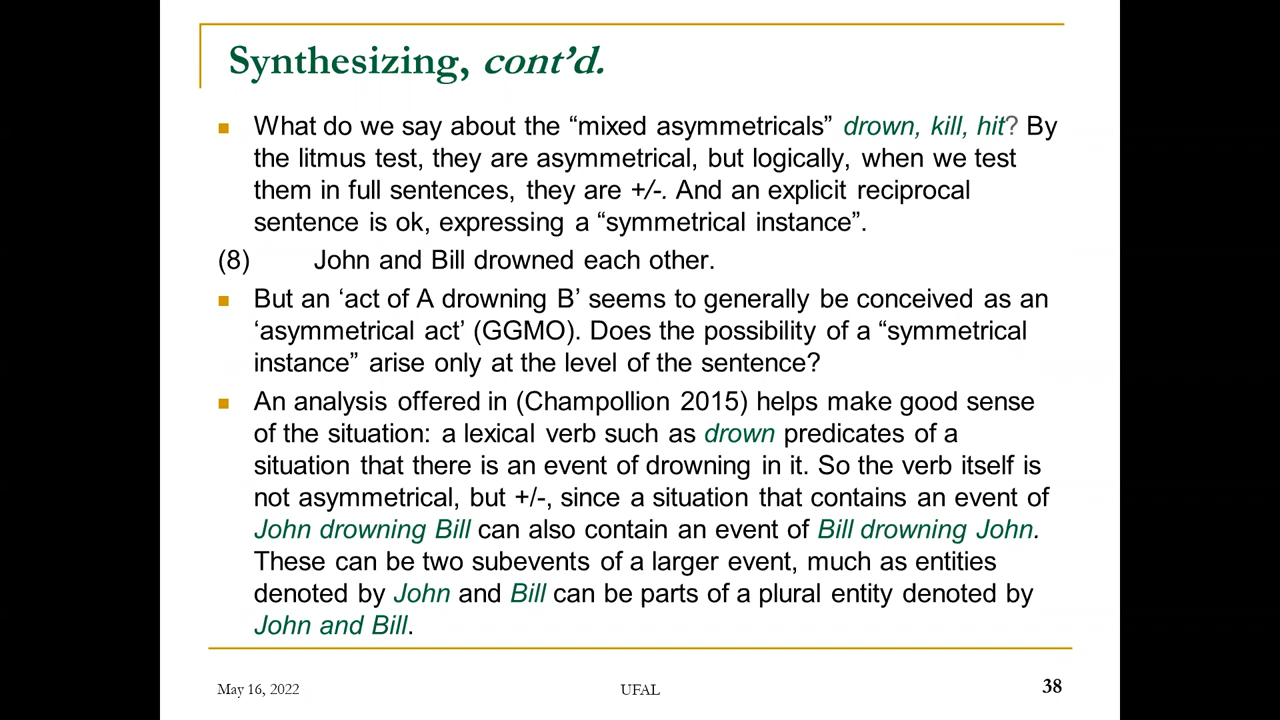 Synthesizing, cont’d.
What do we say about the “mixed asymmetricals” drown, kill, hit? By
the litmus test, they are asymmetrical, but logically, when we test
them in full sentences, they are +/-. And an explicit reciprocal
sentence is ok, expressing a “symmetrical instance”.
(8) John and Bill drowned each other.
But an ‘act of A drowning B’ seems to generally be conceived as an
‘asymmetrical act’ (GGMO). Does the possibility of a “symmetrical
instance” arise only at the level of the sentence?
An analysis offered in (Champollion 2015) helps make good sense
of the situation: a lexical verb such as drown predicates of a
situation that there is an event of drowning in it. So the verb itself is
not asymmetrical, but +/-, since a situation that contains an event of
John drowning Bill can also contain an event of Bill drowning John.
These can be two subevents of a larger event, much as entities
denoted by John and Bill can be parts of a plural entity denoted by
John and Bill.
May 16, 2022
UFAL
38